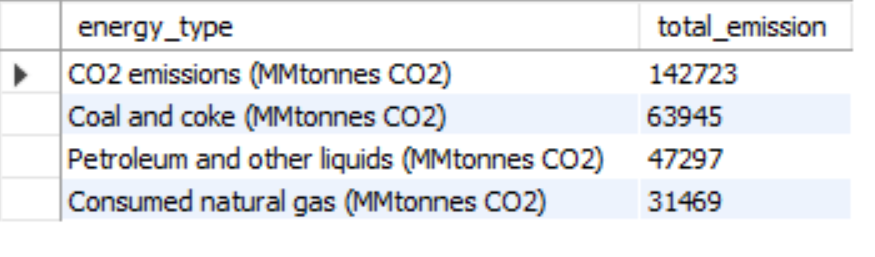 energy_type total_emission
CO2 emissions (MMtonnes CO2) 142723
Coal and coke (MMtonnes CO2) 63945
Petroleum and other liquids (MMtonnes CO2) 47297
Consumed natural gas (MMtonnes CO2) 31469